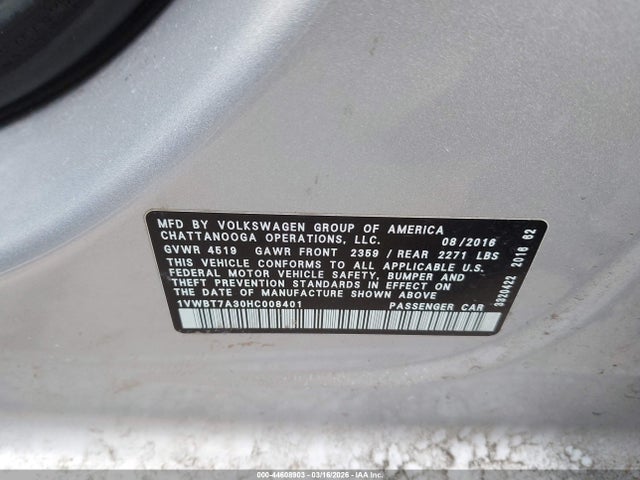 MFD BY VOLKSWAGEN GROUP OF AMERICA
CHATTANOOGA OPERATIONS, LLC. 08/2016
GVWR 4519 GAWR FRONT 2359 / REAR 2271 LBS
THIS VEHICLE CONFORMS TO ALL APPLICABLE U.S.
FEDERAL MOTOR VEHICLE SAFETY, BUMPER AND
THEFT PREVENTION STANDARDS IN EFFECT ON
THE DATE OF MANUFACTURE SHOWN ABOVE.
1VWBT7A30HC008401 PASSENGER CAR
3920422 2016 62
000-44608903 - 03/16/2026 - IAA Inc.